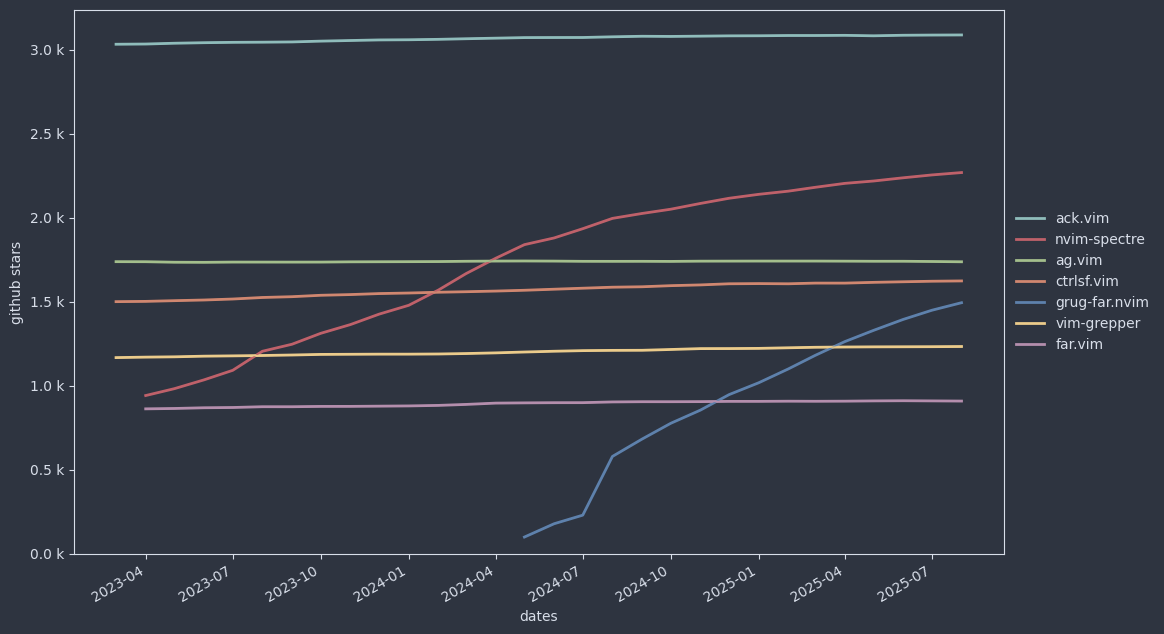 3.0 k
2.5 k
2.0 k
1.5 k
1.0 k
0.5 k
0.0 k
github stars
2023-04
2023-07
2023-10
2024-01
2024-04
2024-07
2024-10
2025-01
2025-04
2025-07
dates
ack.vim
nvim-spectre
ag.vim
ctrlsf.vim
grug-far.nvim
vim-grepper
far.vim